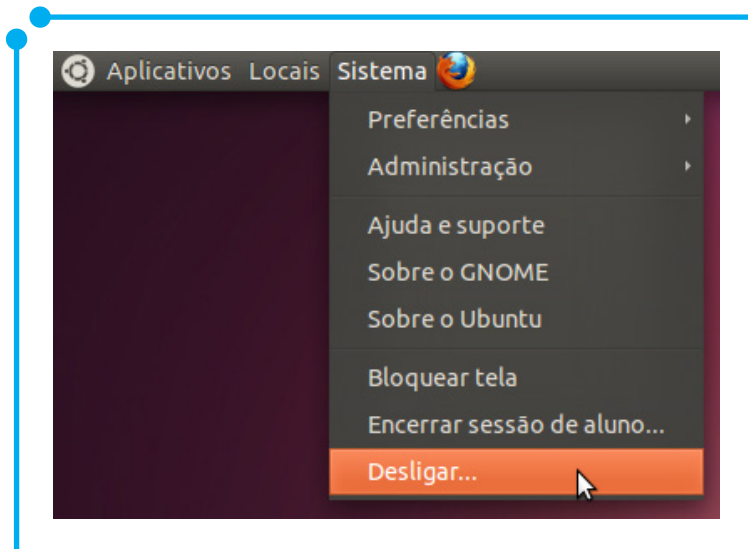 Aplicativos Locais Sistema
Preferências
Administração
Ajuda e suporte
Sobre o GNOME
Sobre o Ubuntu
Bloquear tela
Encerrar sessão de aluno...
Desligar...